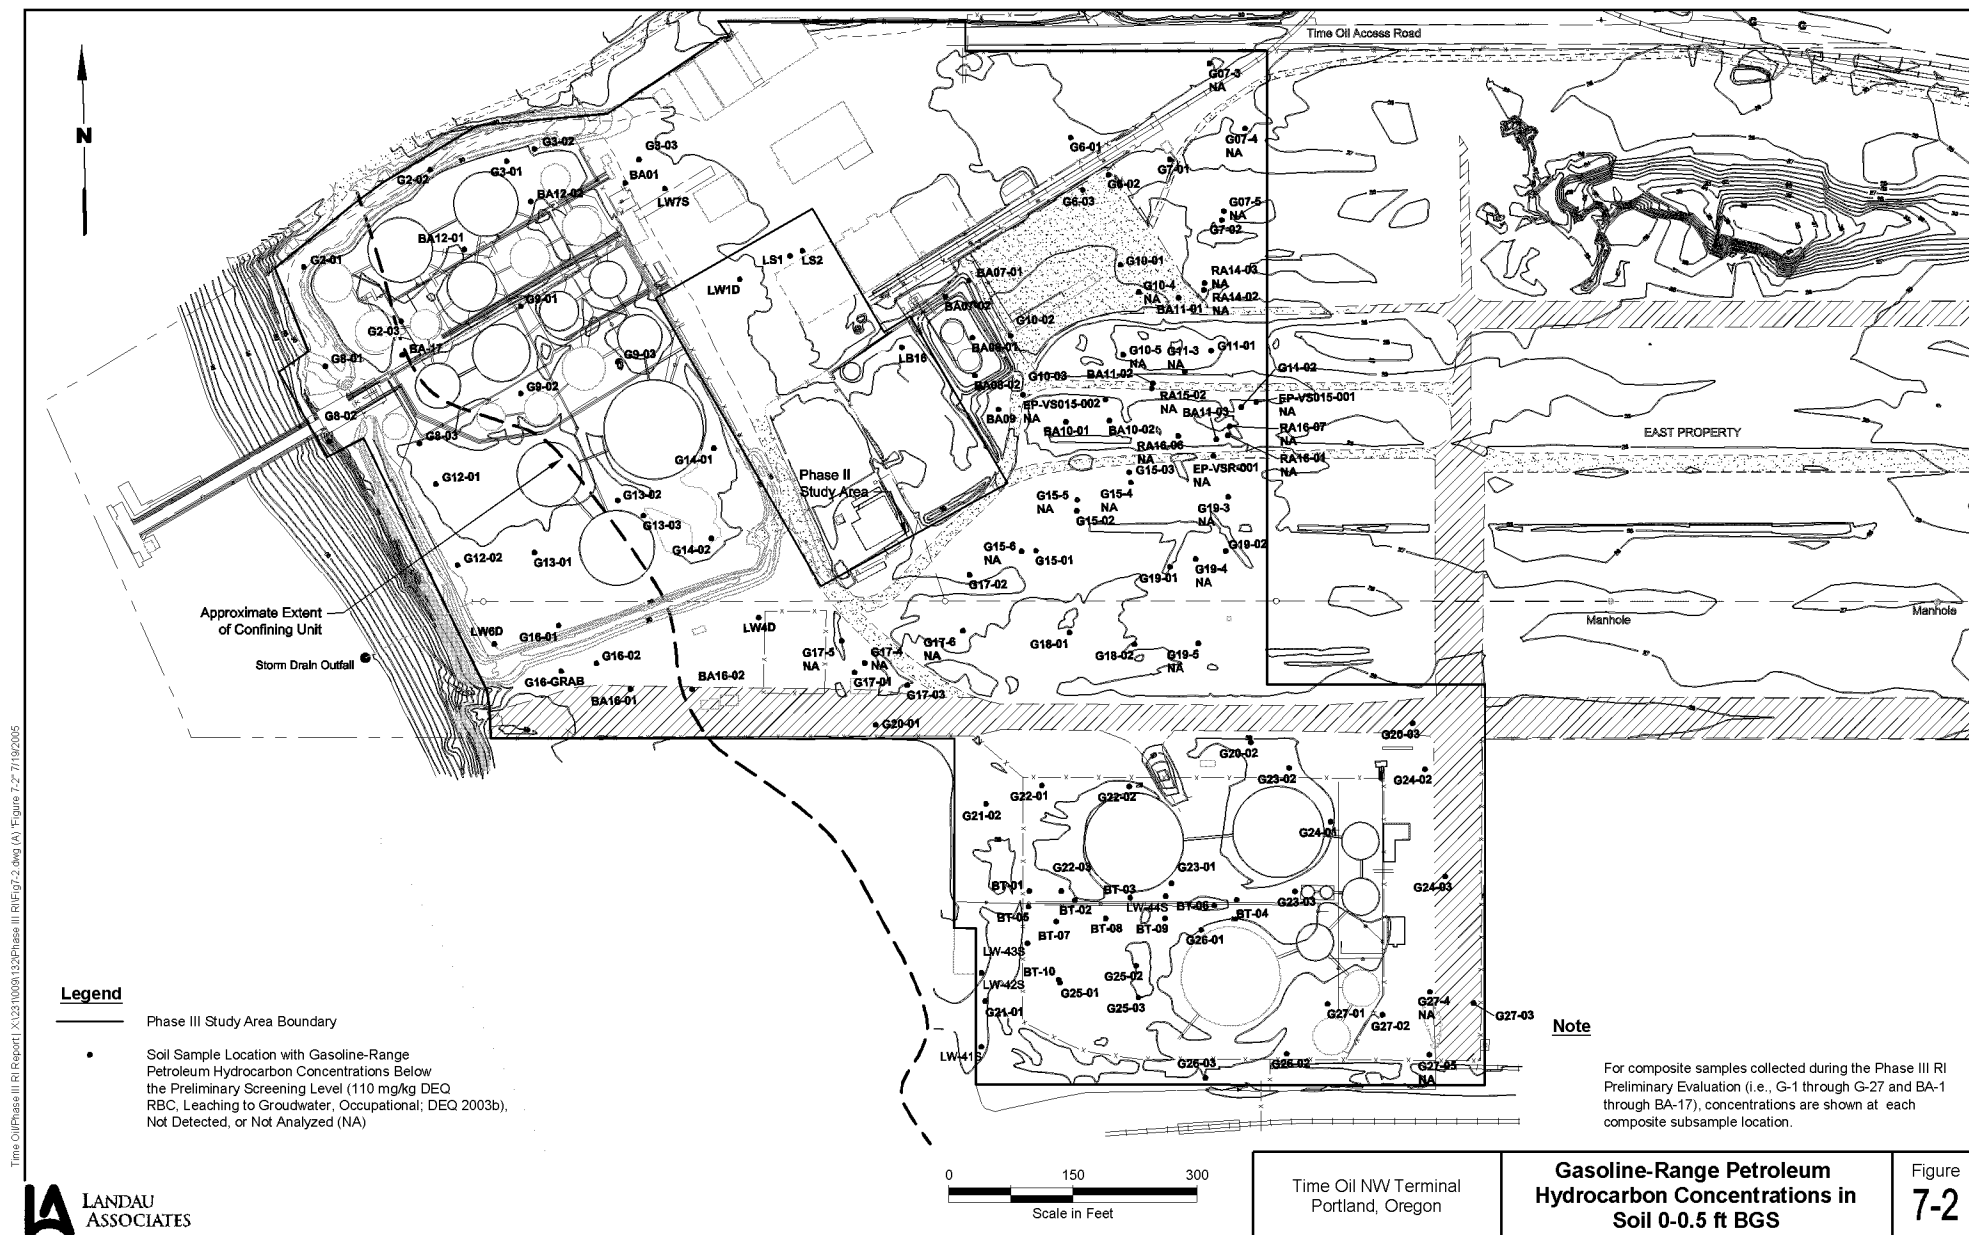 Time Oil Access Road
G07-3
NA
N
G3-02
G3-03
G6-01
G07-4
NA
G3-01
G2-02
BA01
G7-01
G6-02
BA12-02
LW7S
G6-03
G07-5
NA
G7-02
BA12-01
G2-01
LS1
LS2
G10-01
RA14-03
NA
RA14-02
NA
LW1D
BA07-01
G10-4
NA
BA11-01
G9-01
BA07-02
G10-02
G2-03
BA-17
G8-01
G9-03
LB16
BA08-01
G10-5
NA
G11-3
NA
G11-01
G11-02
G10-03
BA11-02
BA08-02
G9-02
RA15-02
NA
EP-VS015-001
NA
EP-VS015-002
NA
BA11-03
G8-02
BA09
G8-03
BA10-01
BA10-02
RA16-07
NA
EAST PROPERTY
RA16-06
NA
RA16-01
NA
G14-01
G12-01
Phase II
Study Area
G15-03
EP-VSR-001
NA
G13-02
G15-5
NA
G15-4
NA
G13-03
G15-02
G19-3
NA
G14-02
G15-6
NA
G15-01
G19-02
G12-02
G13-01
G17-02
G19-01
G19-4
NA
Approximate Extent
of Confining Unit
Manhole
Manhole
LW6D
G16-01
LW4D
G17-6
NA
G18-01
G17-5
NA
G17-4
NA
G18-02
G19-5
NA
Storm Drain Outfall
G16-02
G16-GRAB
BA16-02
G17-01
BA16-01
G17-03
G20-01
G20-03
G20-02
G23-02
G24-02
G22-01
G22-02
G21-02
G24-01
G22-03
G23-01
BT-01
BT-03
G24-03
BT-02
LW-44S
BT-06
G23-03
BT-05
BT-04
BT-07
BT-08
BT-09
G26-01
LW-43S
BT-10
G25-02
LW-42S
G25-01
G25-03
G21-01
G27-4
NA
G27-01
G27-02
G27-03
LW-41S
G26-03
G26-02
G27-05
NA
Legend
Phase III Study Area Boundary
Soil Sample Location with Gasoline-Range
Petroleum Hydrocarbon Concentrations Below
the Preliminary Screening Level (110 mg/kg DEQ
RBC, Leaching to Groudwater, Occupational; DEQ 2003b),
Not Detected, or Not Analyzed (NA)
Note
For composite samples collected during the Phase III RI
Preliminary Evaluation (i.e., G-1 through G-27 and BA-1
through BA-17), concentrations are shown at each
composite subsample location.
0 150 300
Scale in Feet
LA LANDAU
ASSOCIATES
Time Oil NW Terminal
Portland, Oregon
Gasoline-Range Petroleum
Hydrocarbon Concentrations in
Soil 0-0.5 ft BGS
Figure
7-2